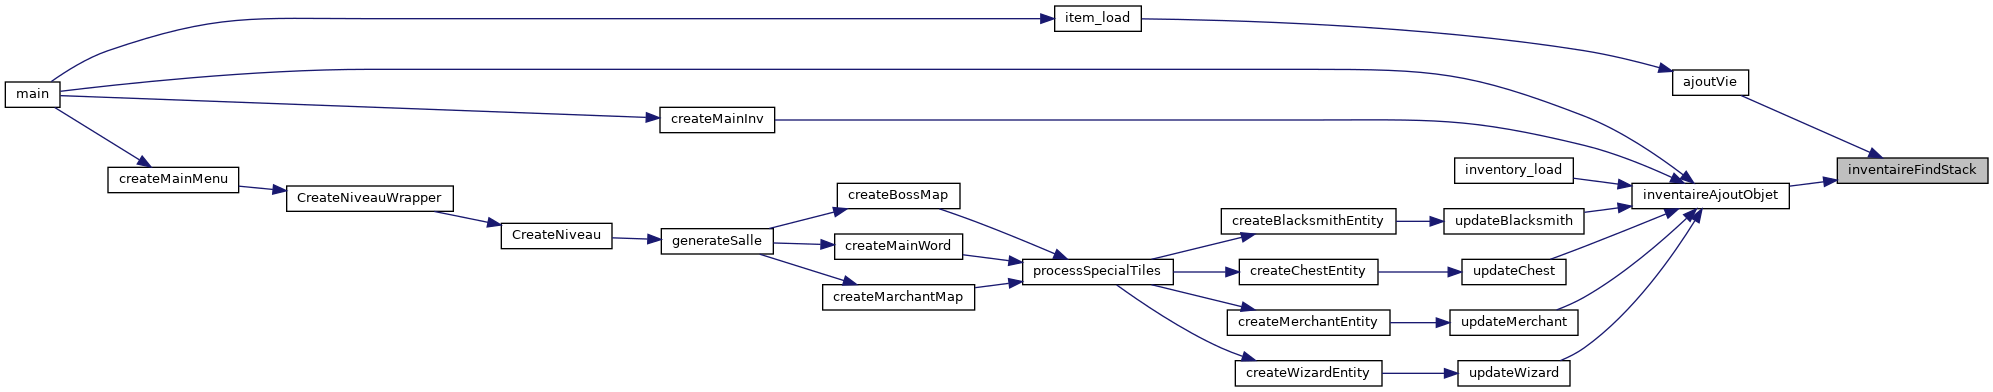 item_load
ajoutVie
main
createMainInv
inventory_load
inventaireFindStack
createMainMenu
CreateNiveauWrapper
createBossMap
inventaireAjoutObjet
createBlacksmithEntity
updateBlacksmith
CreateNiveau
generateSalle
createMainWord
processSpecialTiles
createChestEntity
updateChest
createMarchantMap
createMerchantEntity
updateMerchant
createWizardEntity
updateWizard